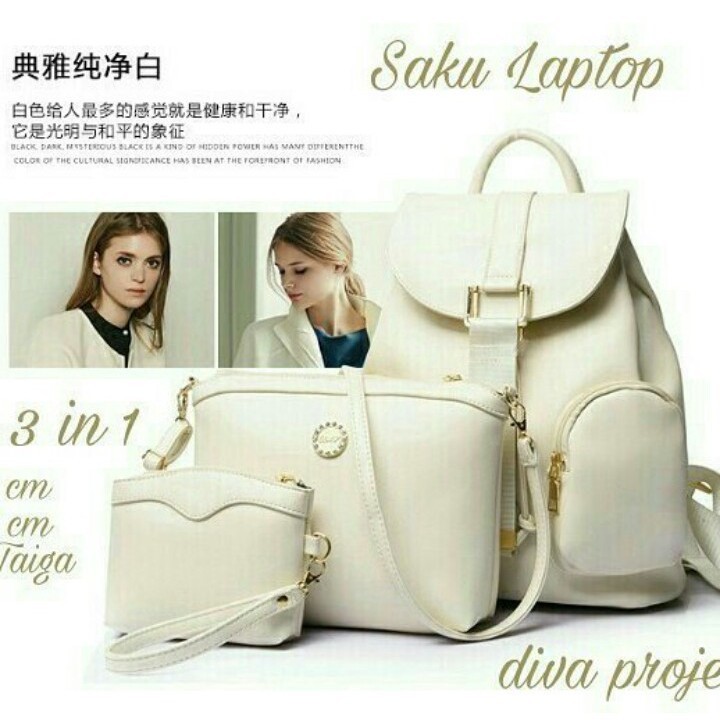 典雅纯净白
白色给人最多的感觉就是健康和干净，
它是光明与和平的象征
BLACK, DARK, MYSTERIOUS BLACK IS A KIND OF HIDDEN POWER HAS MANY DIFFERENTTHE
COLOR OF THE CULTURAL SIGNIFICANCE HAS BEEN AT THE FOREFRONT OF FASHION
Saku Laptop
3 in 1
cm
cm
Taiga
diva proje